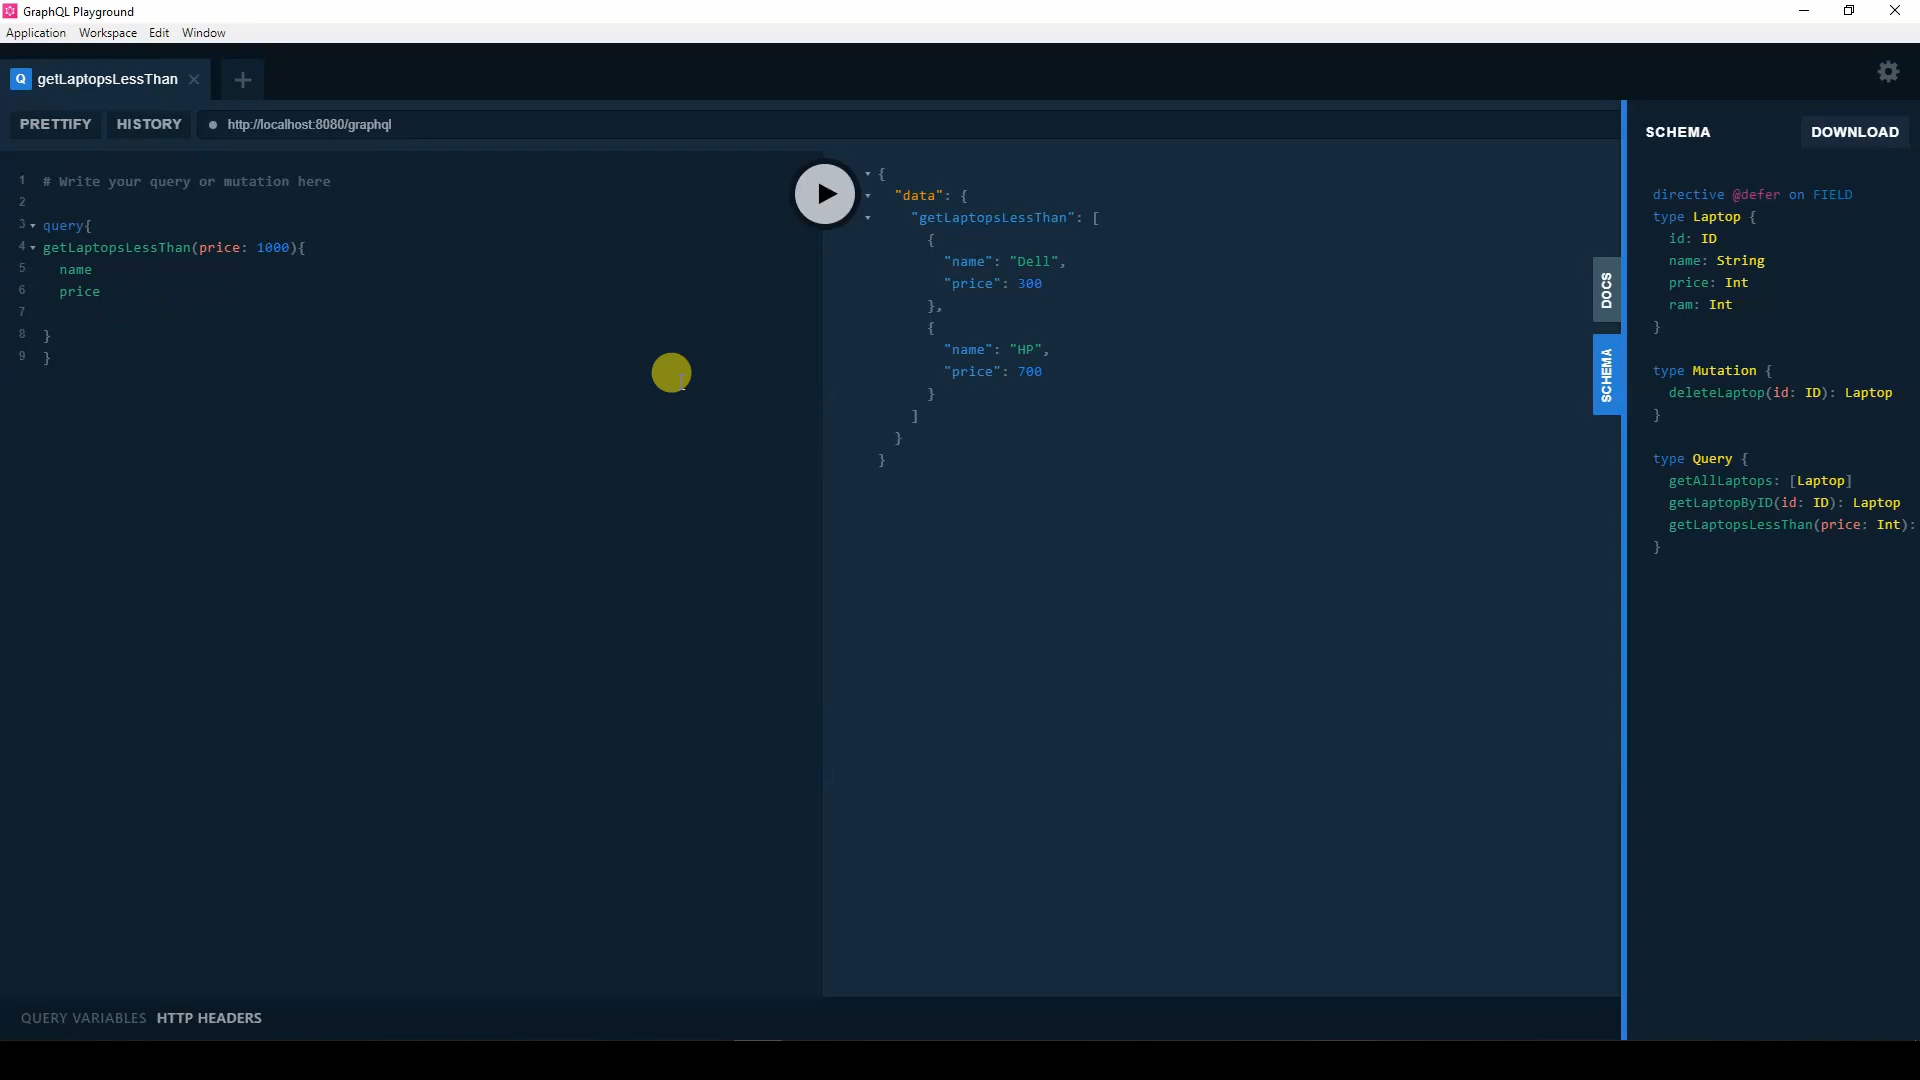 GraphQL Playground
Application Workspace Edit Window
Q getLaptopsLessThan
PRETTIFY HISTORY http://localhost:8080/graphql
1 # Write your query or mutation here
2
3 query{
4 getLaptopsLessThan(price: 1000){
5 name
6 price
7
8 }
9 }
{
"data": {
"getLaptopsLessThan": [
{
"name": "Dell",
"price": 300
},
{
"name": "HP",
"price": 700
}
]
}
}
DOCS
SCHEMA
SCHEMA DOWNLOAD
directive @defer on FIELD
type Laptop {
id: ID
name: String
price: Int
ram: Int
}
type Mutation {
deleteLaptop(id: ID): Laptop
}
type Query {
getAllLaptops: [Laptop]
getLaptopByID(id: ID): Laptop
getLaptopsLessThan(price: Int):
}
QUERY VARIABLES HTTP HEADERS